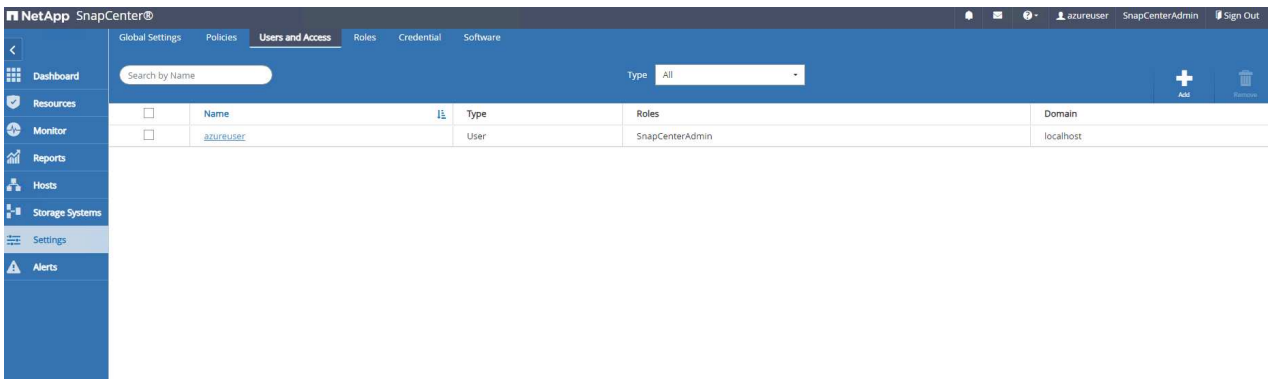 NetApp SnapCenter® ?- azureuser SnapCenterAdmin Sign Out
Global Settings Policies Users and Access Roles Credential Software
Dashboard
Resources
Monitor
Reports
Hosts
Storage Systems
Settings
Alerts
Search by Name Type All
Add Remove
Name Type Roles Domain
azureuser User SnapCenterAdmin localhost